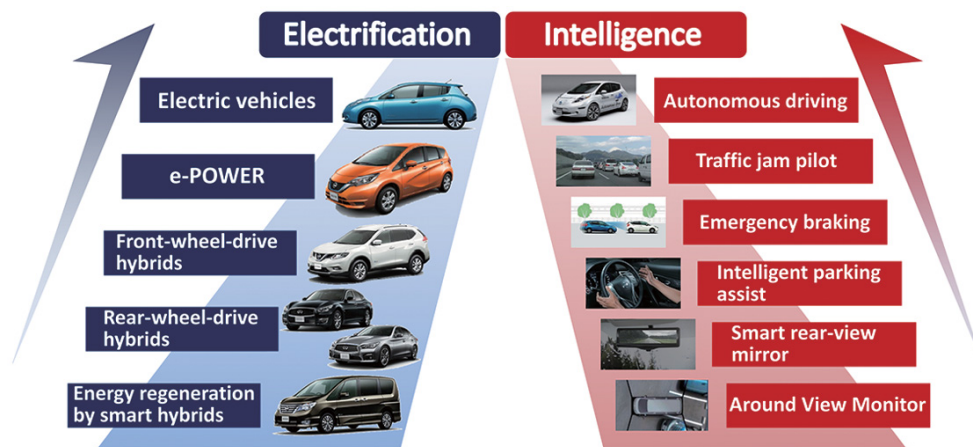 Electrification
Electric vehicles
e-POWER
Front-wheel-drive
hybrids
Rear-wheel-drive
hybrids
Energy regeneration
by smart hybrids
Intelligence
Autonomous driving
Traffic jam pilot
Emergency braking
Intelligent parking
assist
Smart rear-view
mirror
Around View Monitor